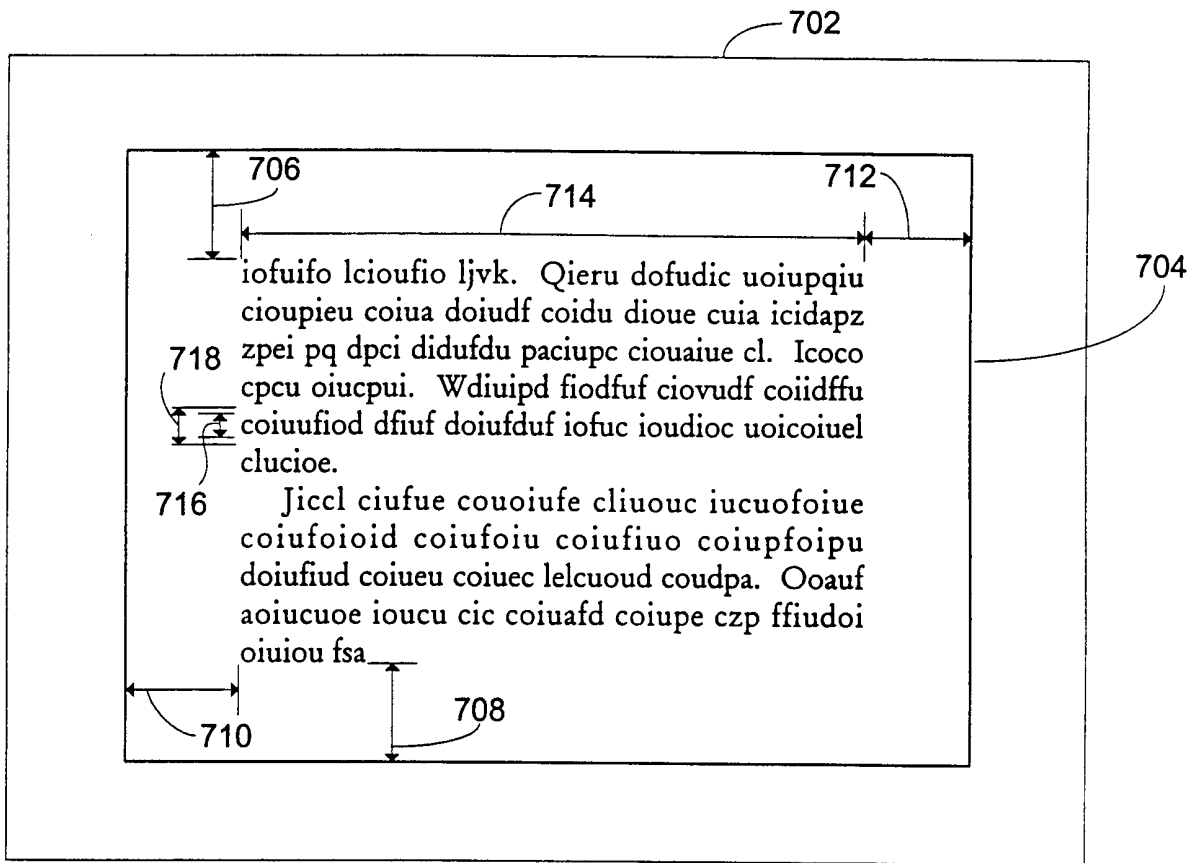 702
706
714
712
704
iofuifo lcioufio ljvk. Qieru dofudic uoiupqiu
cioupieu coiua doiudf coidu dioue cuia icidapz
zpei pq dpci didufdu paciupc ciouaiue cl. Icoco
718
cpcu oiucpui. Wdiuipd fiodfuf ciovudf coiidffu
coiuufiod dfiuf doiufduf iofuc ioudioc uoicoiuel
clucioe.
716
Jiccl ciufue couoiufe cliuouc iucuofoiue
coiufoioid coiufoiu coiufiuo coiupfoipu
doiufiud coiueu coiuec lelcuoud coudpa. Ooauf
aoiucuoe ioucu cic coiuafd coiupe czp ffiudoi
oiuiou fsa
710
708